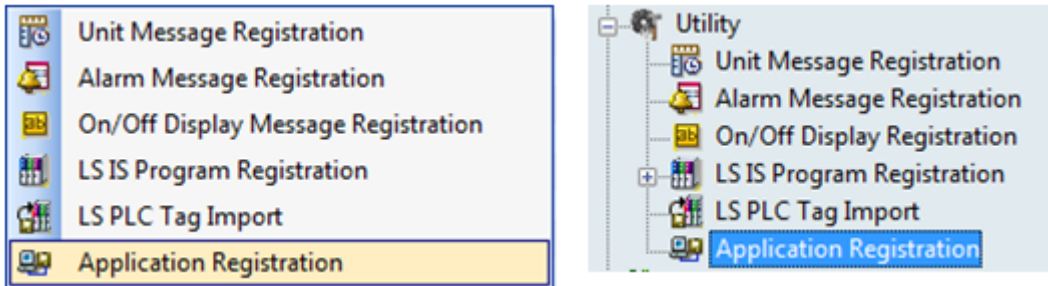 Unit Message Registration
Alarm Message Registration
On/Off Display Message Registration
LS IS Program Registration
LS PLC Tag Import
Application Registration
Utility
Unit Message Registration
Alarm Message Registration
On/Off Display Registration
LS IS Program Registration
LS PLC Tag Import
Application Registration